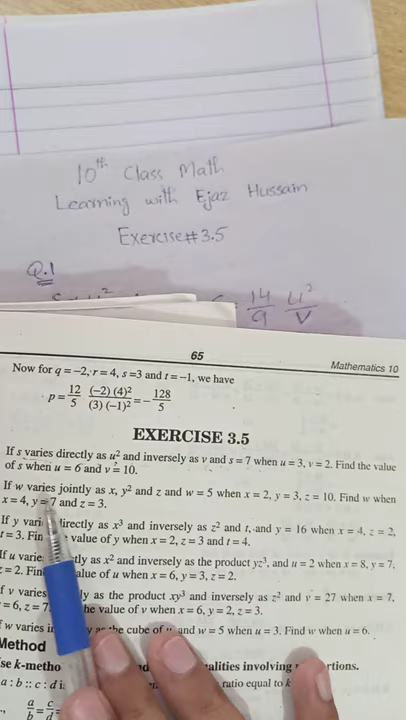 10th Class Math
Learning with Ejaz Hussain
Exercise#3.5
Q.1
14 u²
9 V
65
Mathematics 10
Now for q = −2, r = 4, s =3 and t = −1, we have
p = 12/5 (−2) (4)²/(3) (−1)² = − 128/5
EXERCISE 3.5
If s varies directly as u² and inversely as v and s = 7 when u = 3, v = 2. Find the value
of s when u = 6 and v = 10.
If w varies jointly as x, y² and z and w = 5 when x = 2, y = 3, z = 10. Find w when
x = 4, y = 7 and z = 3.
If y directly as x³ and inversely as z² and t, and y = 16 when x = 4, z = 2,
t = 3. Find value of y when x = 2, z = 3 and t = 4.
If u as x² and inversely as the product yz³, and u = 2 when x = 8, y = 7,
z = 2. value of u when x = 6, y = 3, z = 2.
f v as the product xy³ and inversely as z² and v = 27 when x = 7,
= 6, z = the value of v when x = 6, y = 2, z = 3.
w varies the cube of u, and w = 5 when u = 3. Find w when u = 6.
Method
involving
a : b :: c : d ratio equal to k
a/b = c/d